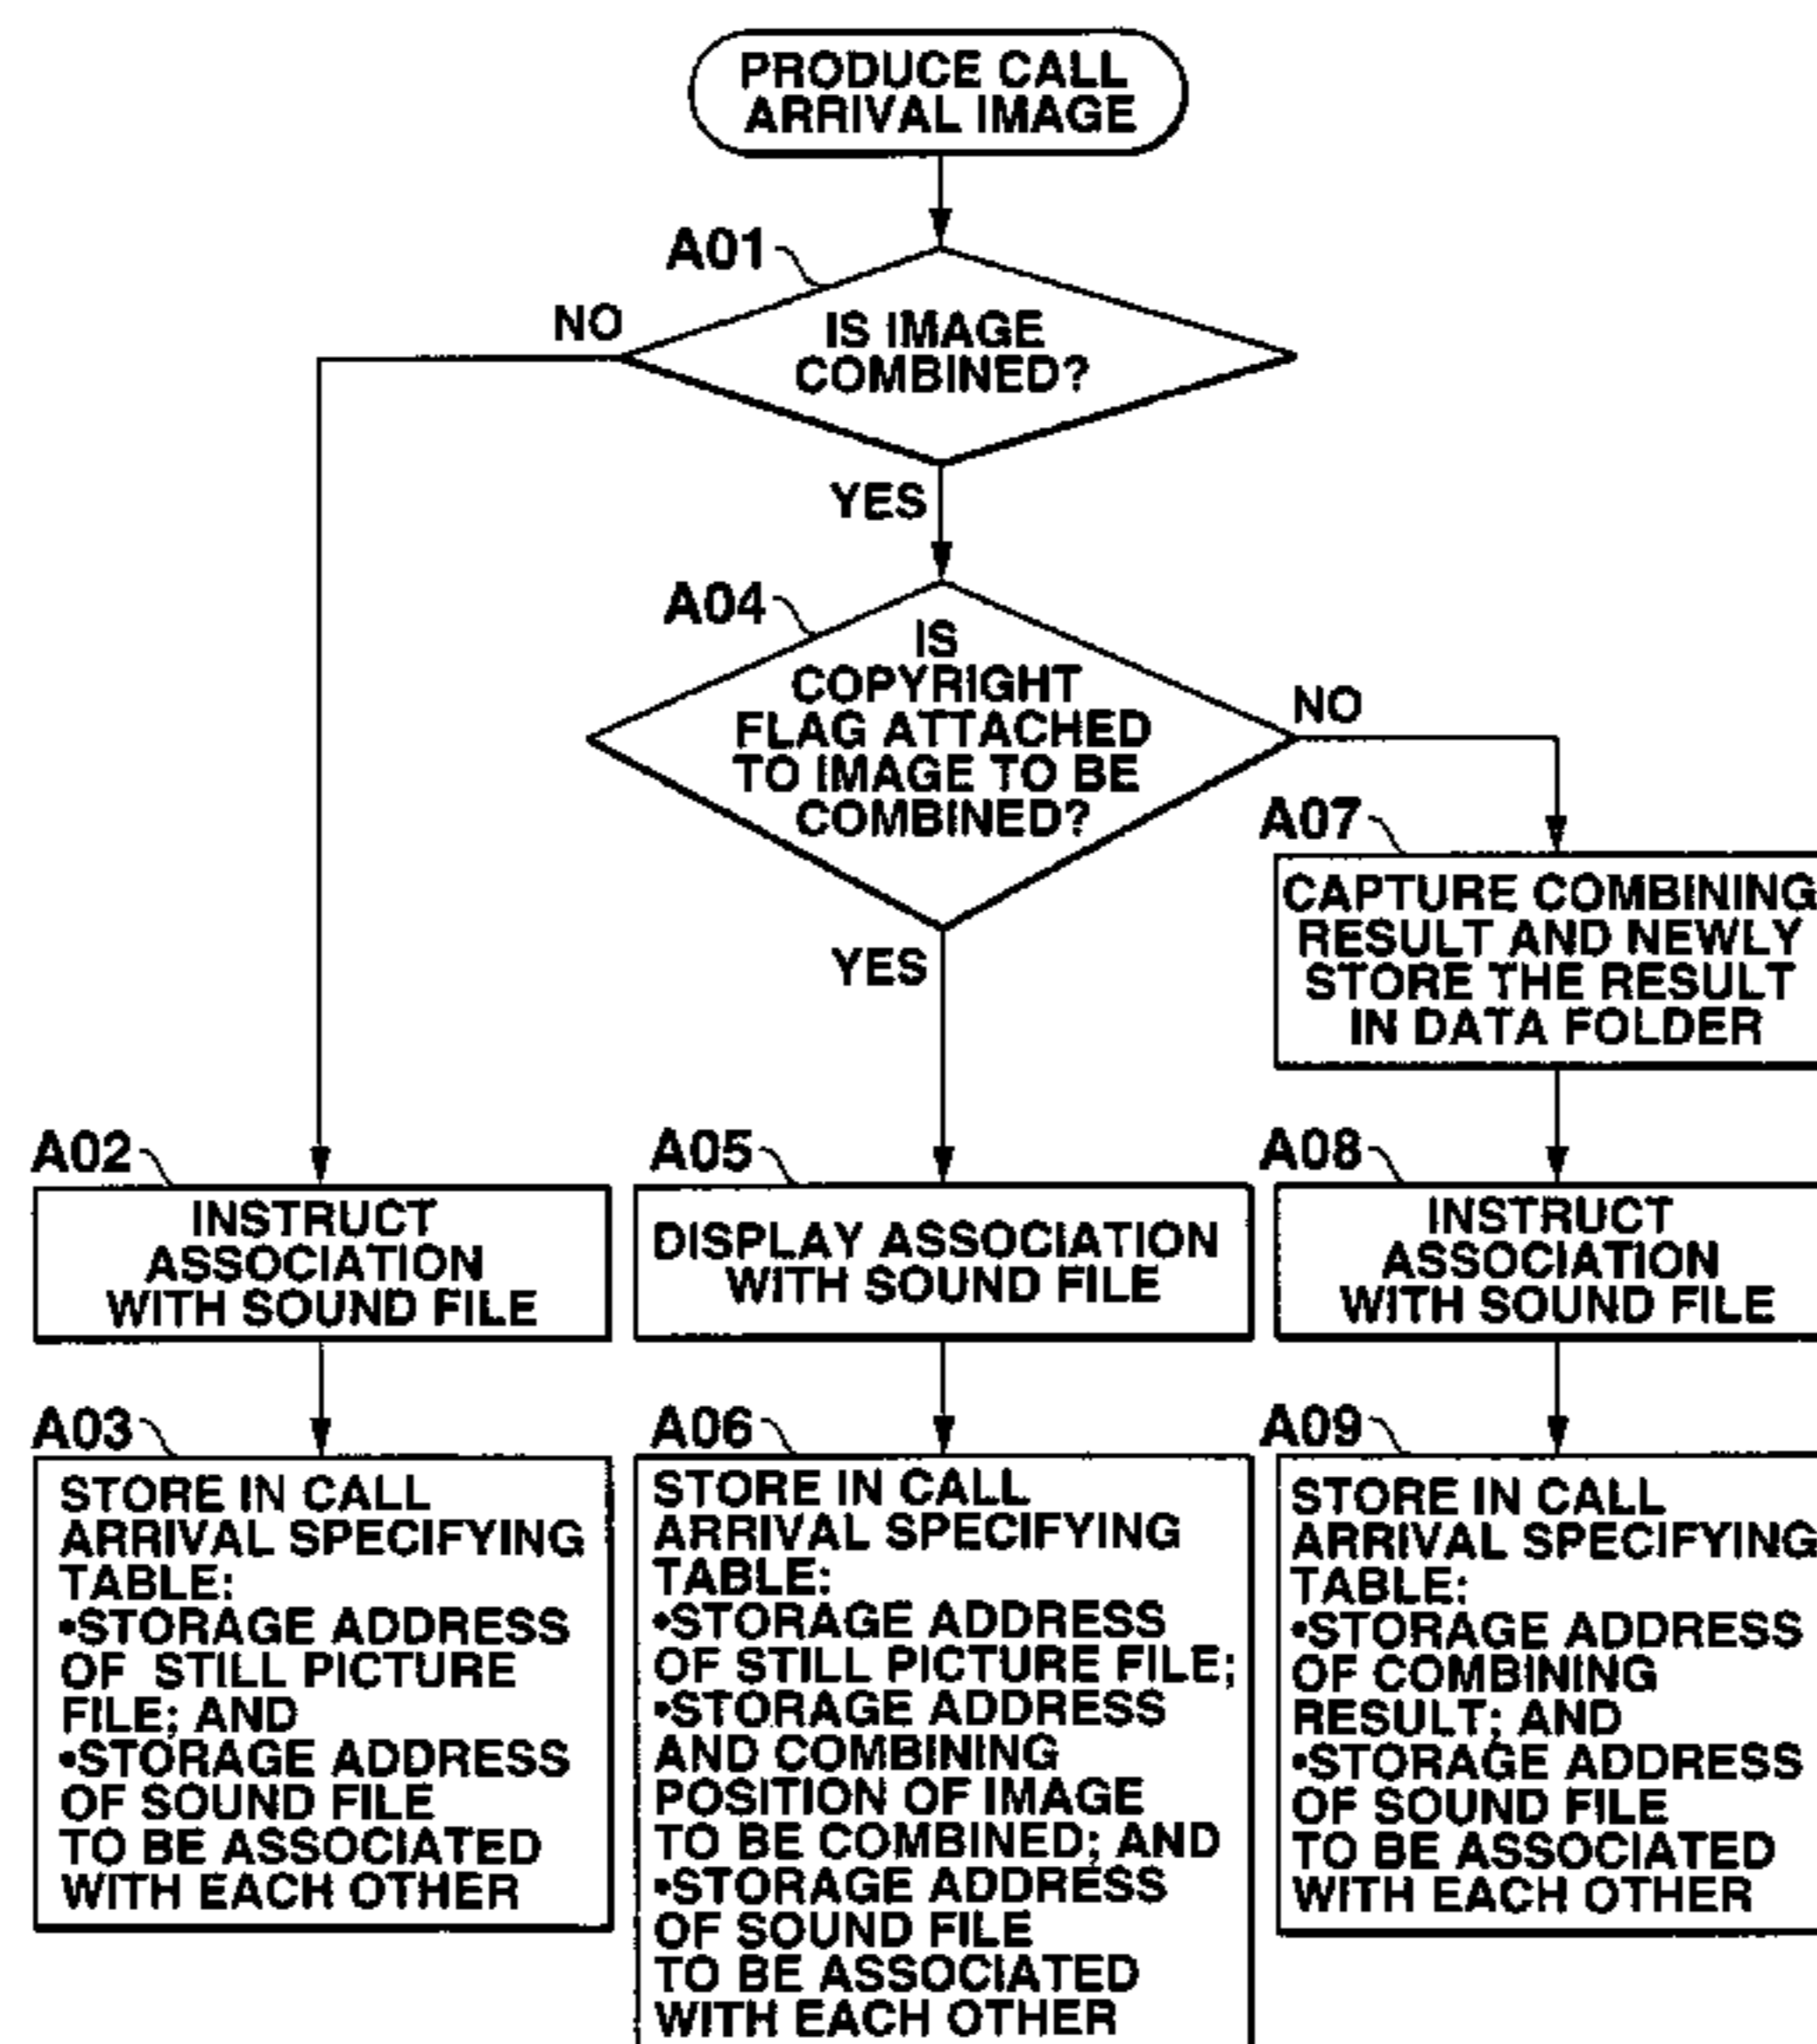 PRODUCE CALL
ARRIVAL IMAGE
A01
NO
IS IMAGE
COMBINED?
YES
A04
IS
COPYRIGHT
FLAG ATTACHED
TO IMAGE TO BE
COMBINED?
NO
YES
A07
CAPTURE COMBINING
RESULT AND NEWLY
STORE THE RESULT
IN DATA FOLDER
A02
INSTRUCT
ASSOCIATION
WITH SOUND FILE
A05
DISPLAY ASSOCIATION
WITH SOUND FILE
A08
INSTRUCT
ASSOCIATION
WITH SOUND FILE
A03
STORE IN CALL
ARRIVAL SPECIFYING
TABLE:
•STORAGE ADDRESS
OF STILL PICTURE
FILE; AND
•STORAGE ADDRESS
OF SOUND FILE
TO BE ASSOCIATED
WITH EACH OTHER
A06
STORE IN CALL
ARRIVAL SPECIFYING
TABLE:
•STORAGE ADDRESS
OF STILL PICTURE FILE;
•STORAGE ADDRESS
AND COMBINING
POSITION OF IMAGE
TO BE COMBINED; AND
•STORAGE ADDRESS
OF SOUND FILE
TO BE ASSOCIATED
WITH EACH OTHER
A09
STORE IN CALL
ARRIVAL SPECIFYING
TABLE:
•STORAGE ADDRESS
OF COMBINING
RESULT; AND
•STORAGE ADDRESS
OF SOUND FILE
TO BE ASSOCIATED
WITH EACH OTHER